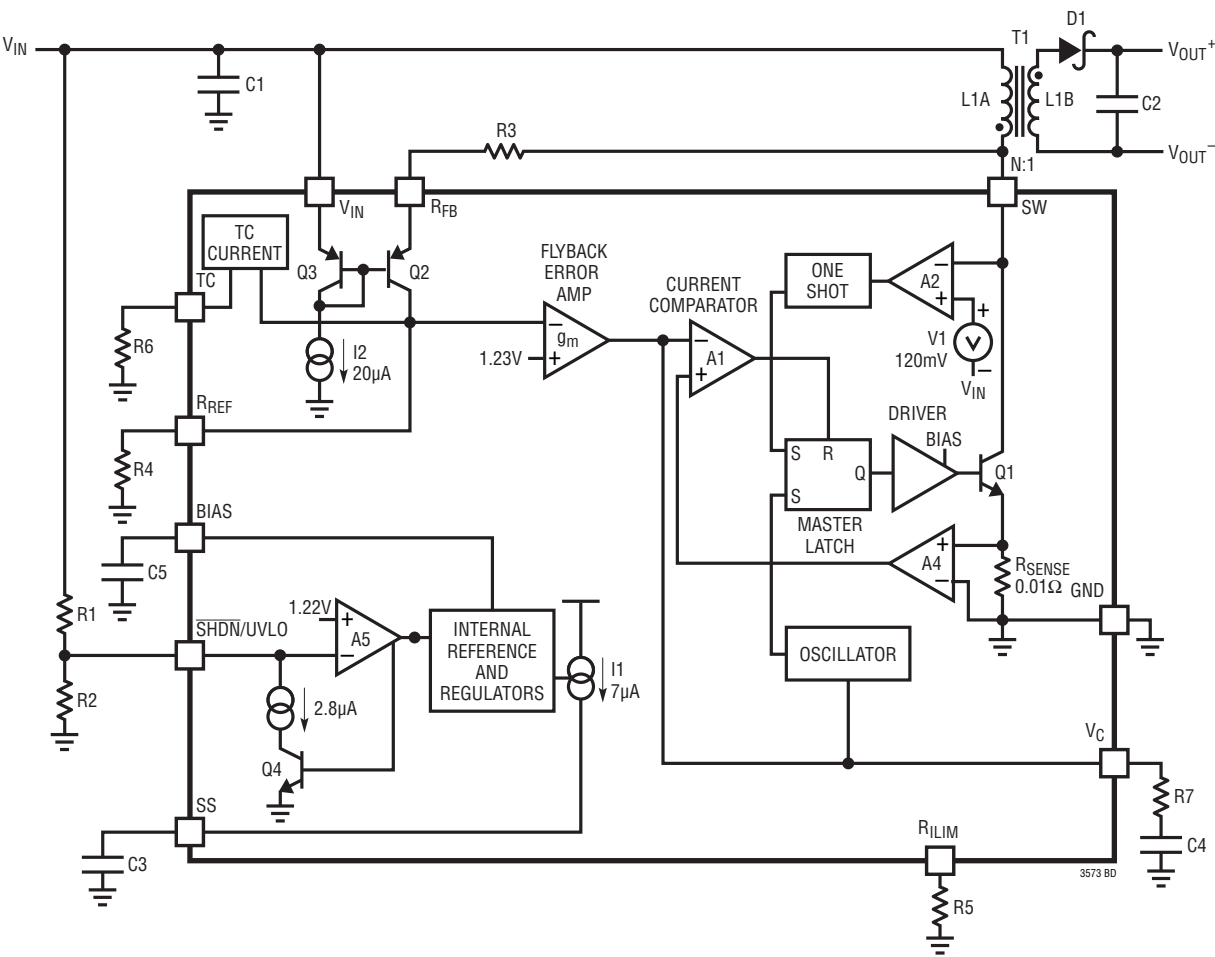 D1
T1
VIN
VOUT+
C1
L1A
L1B
C2
R3
VOUT−
N:1
VIN
RFB
SW
TC
CURRENT
FLYBACK
ERROR
AMP
Q3
Q2
ONE
SHOT
A2
−
+
TC
CURRENT
COMPARATOR
+
V1
120mV
V
−
VIN
−
gm
+
1.23V
−
A1
+
R6
I2
20µA
RREF
DRIVER
BIAS
R4
S
R
Q
S
Q1
MASTER
LATCH
BIAS
C5
+
A4
−
RSENSE
0.01Ω
GND
R1
1.22V
+
A5
−
SHDN/UVLO
INTERNAL
REFERENCE
AND
REGULATORS
I1
7µA
OSCILLATOR
R2
2.8µA
VC
Q4
R7
SS
RILIM
C4
C3
3573 BD
R5